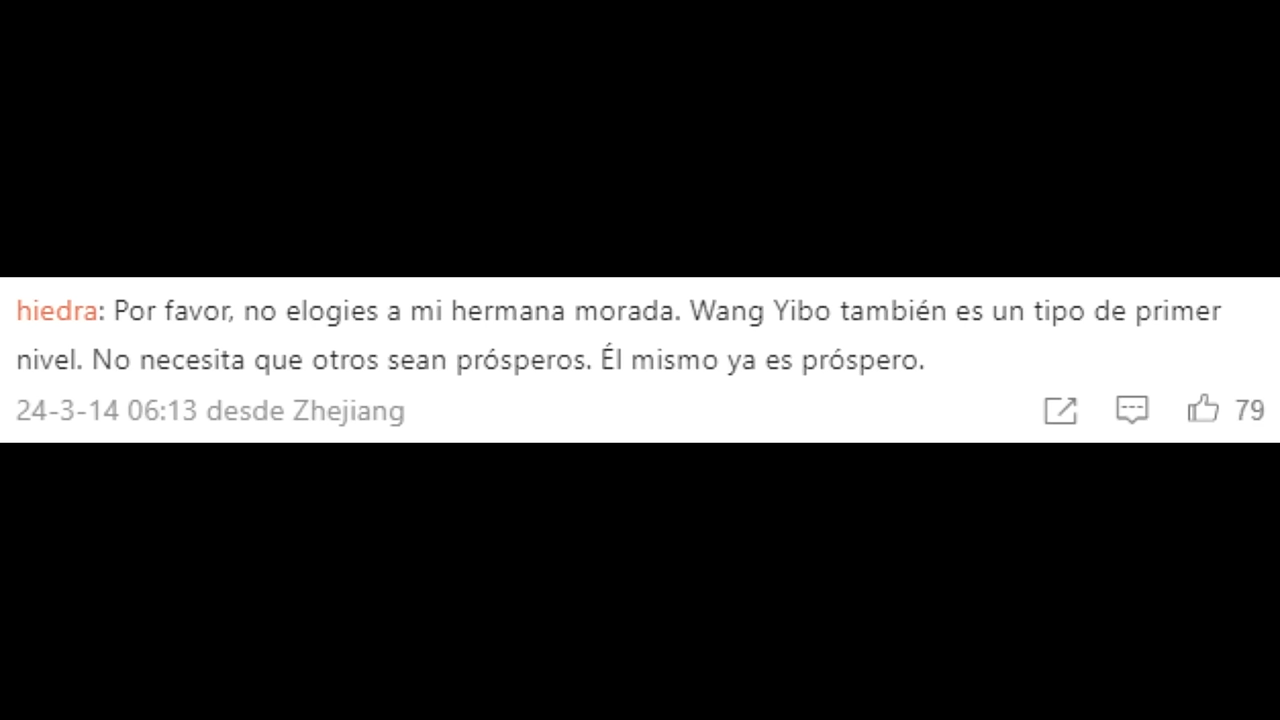 hiedra: Por favor, no elogies a mi hermana morada. Wang Yibo también es un tipo de primer
nivel. No necesita que otros sean prósperos. Él mismo ya es próspero.
24-3-14 06:13 desde Zhejiang 79